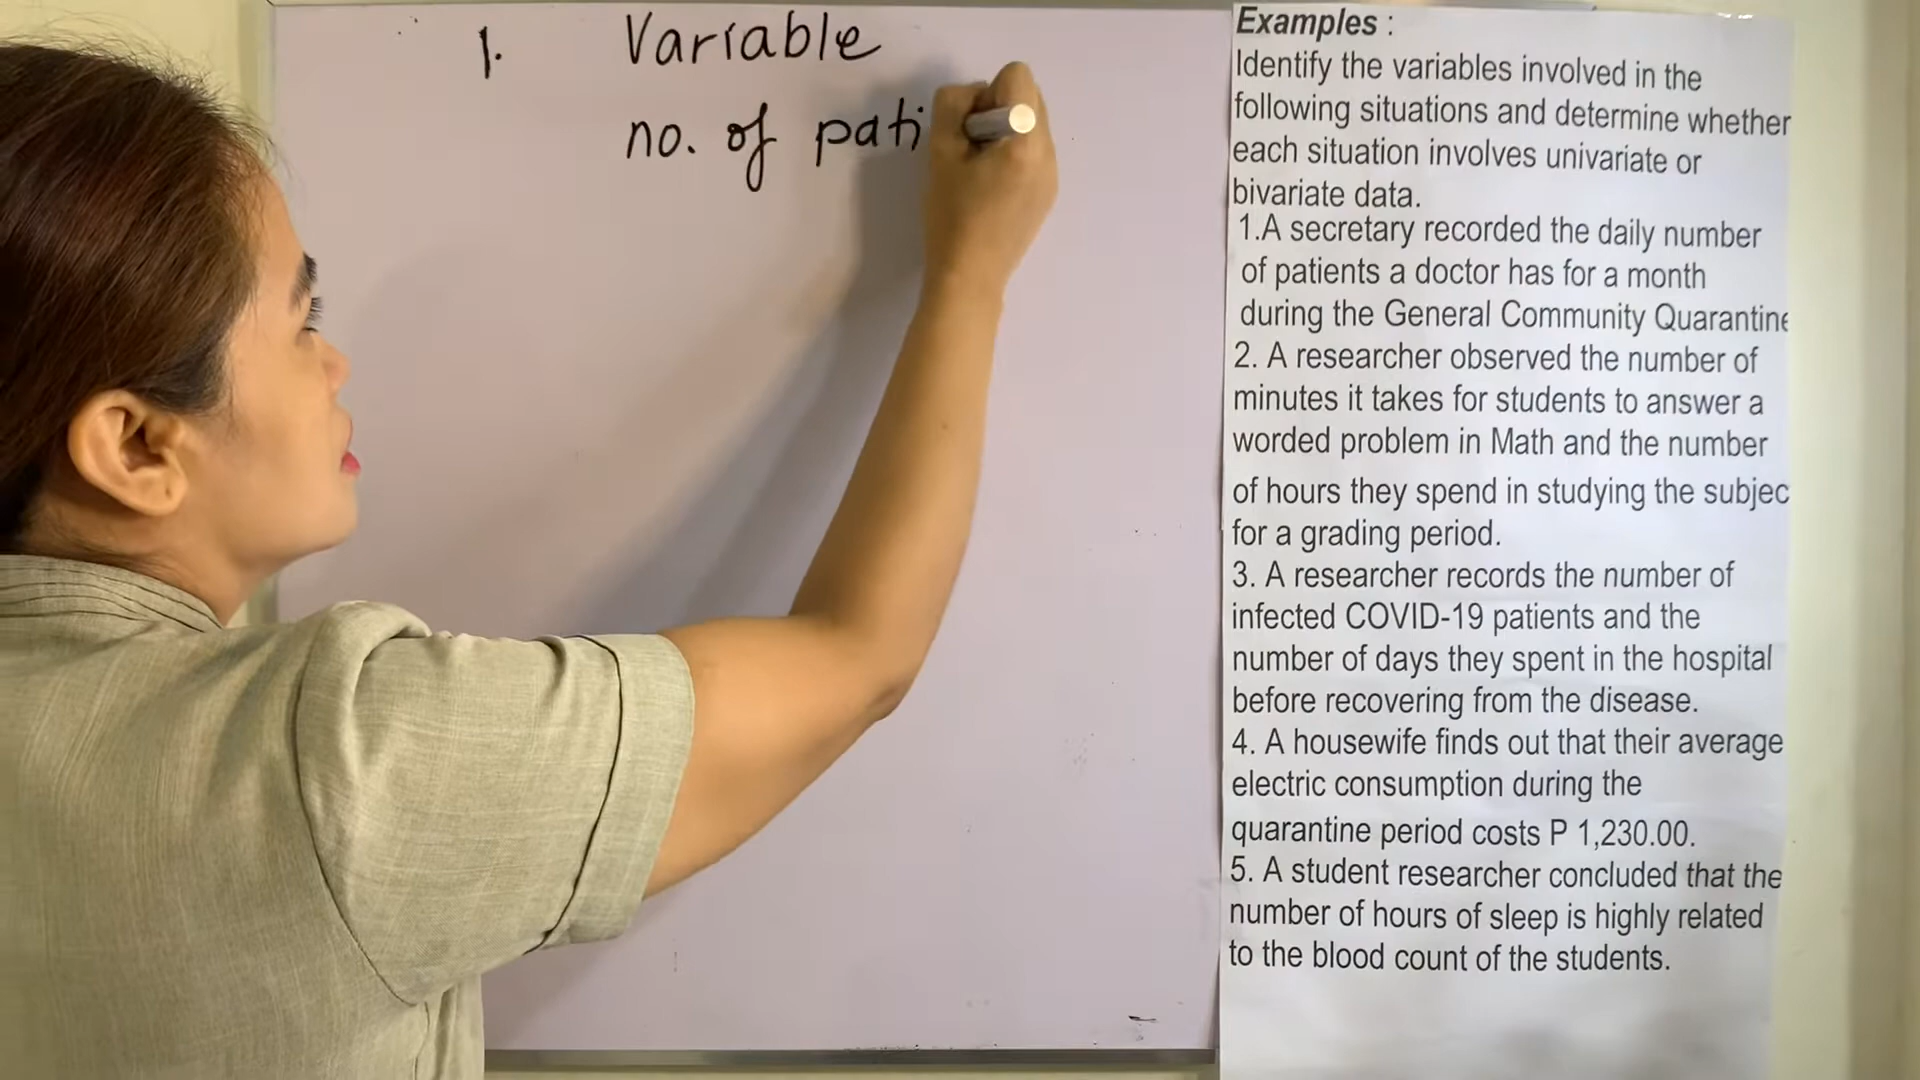 1. Variable
no. of pati
Examples :
Identify the variables involved in the
following situations and determine whether
each situation involves univariate or
bivariate data.
1.A secretary recorded the daily number
of patients a doctor has for a month
during the General Community Quarantine
2. A researcher observed the number of
minutes it takes for students to answer a
worded problem in Math and the number
of hours they spend in studying the subjec
for a grading period.
3. A researcher records the number of
infected COVID-19 patients and the
number of days they spent in the hospital
before recovering from the disease.
4. A housewife finds out that their average
electric consumption during the
quarantine period costs P 1,230.00.
5. A student researcher concluded that the
number of hours of sleep is highly related
to the blood count of the students.